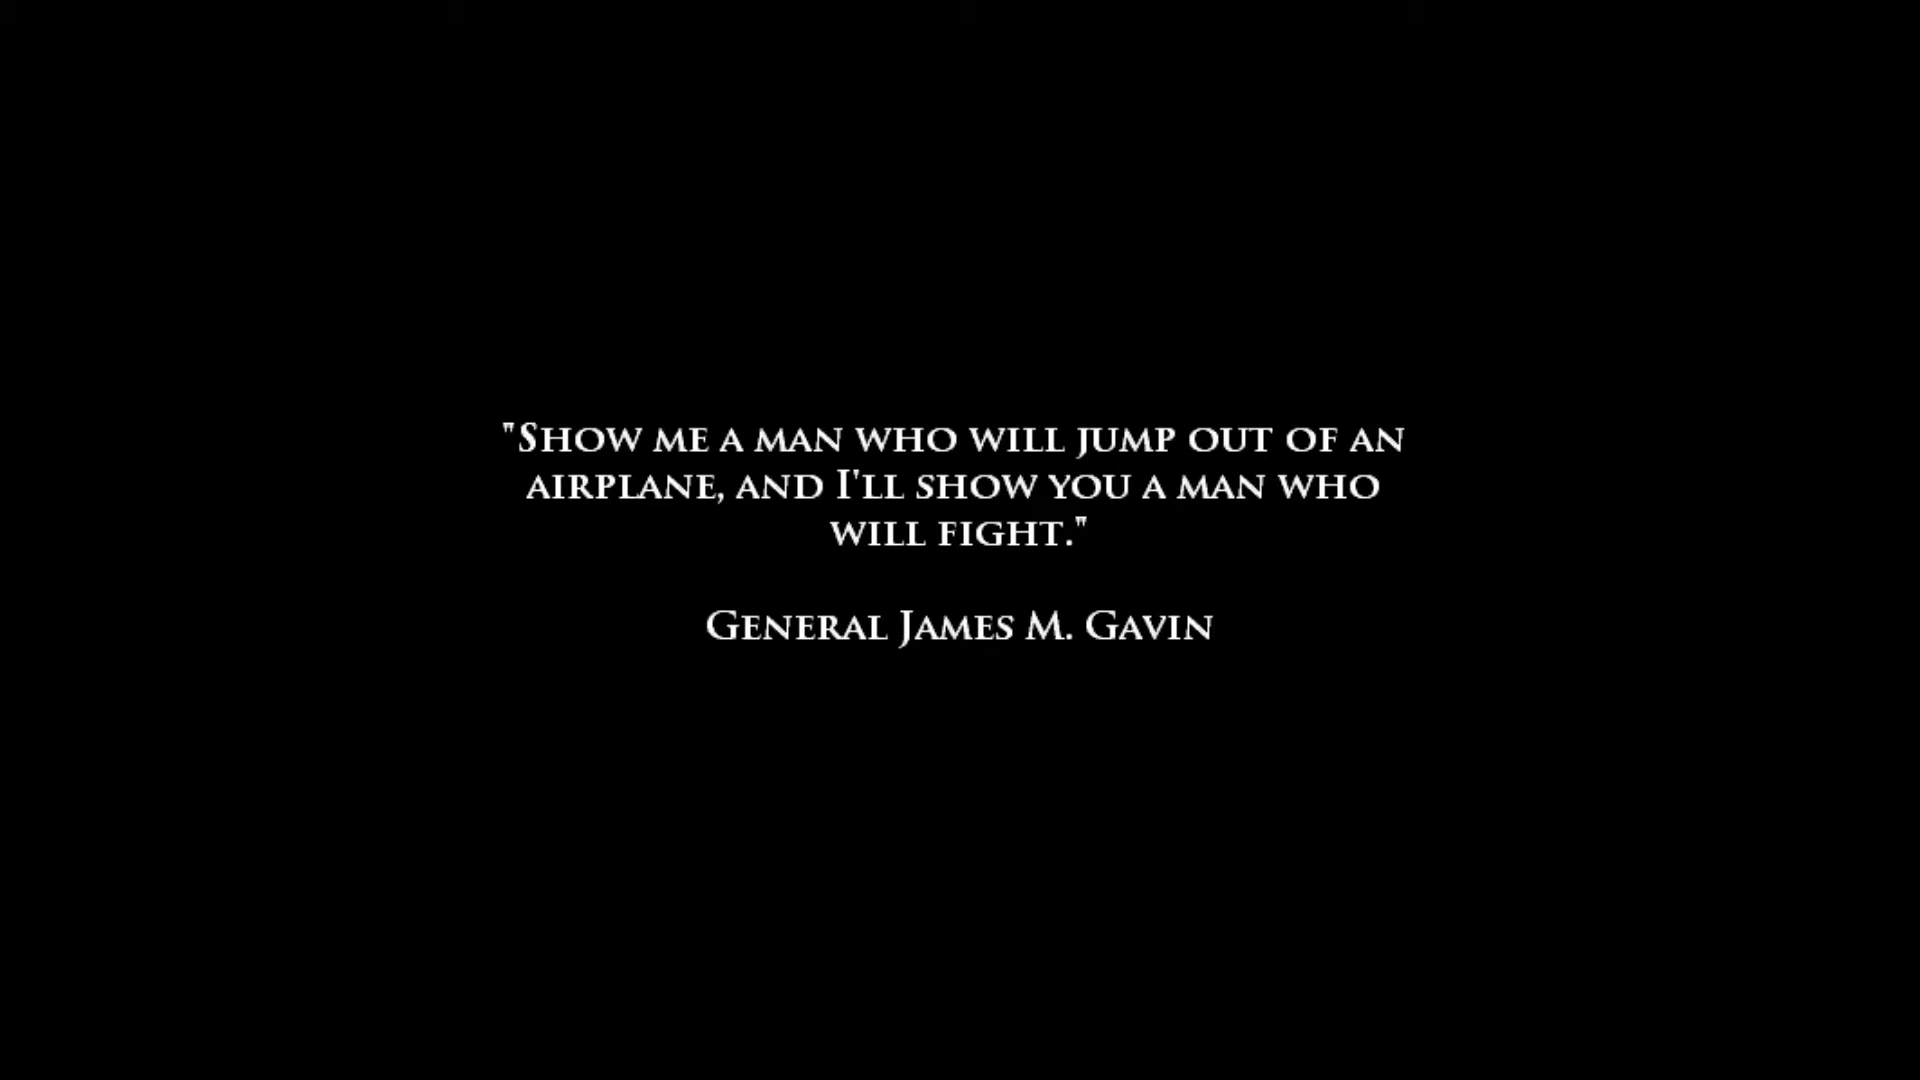 "Show me a man who will jump out of an
airplane, and I'll show you a man who
will fight."
General James M. Gavin